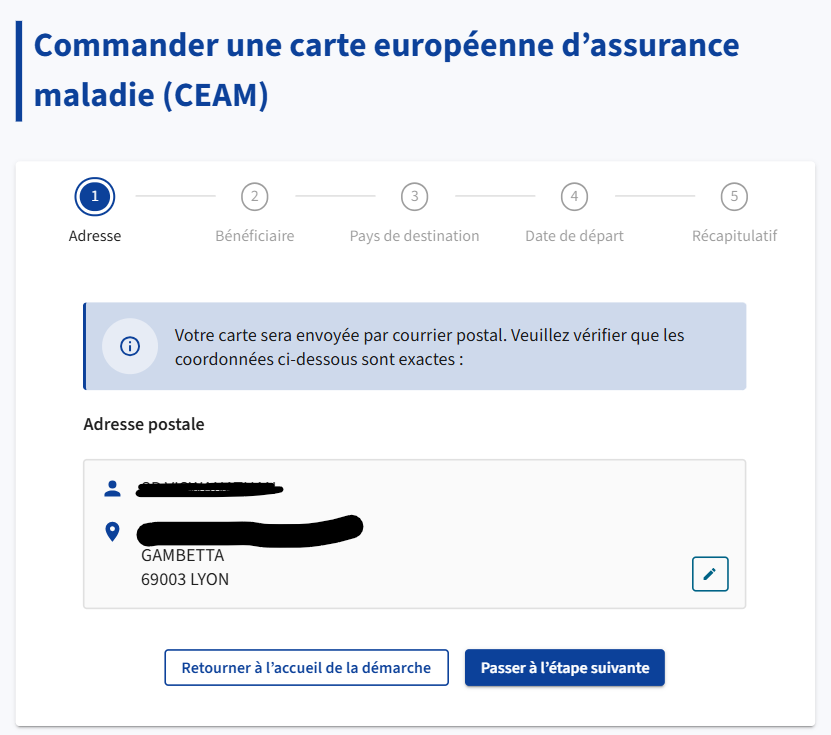 Commander une carte européenne d’assurance
maladie (CEAM)
1
2
3
4
5
Adresse
Bénéficiaire
Pays de destination
Date de départ
Récapitulatif
Votre carte sera envoyée par courrier postal. Veuillez vérifier que les
coordonnées ci-dessous sont exactes :
Adresse postale
GAMBETTA
69003 LYON
Retourner à l’accueil de la démarche
Passer à l’étape suivante